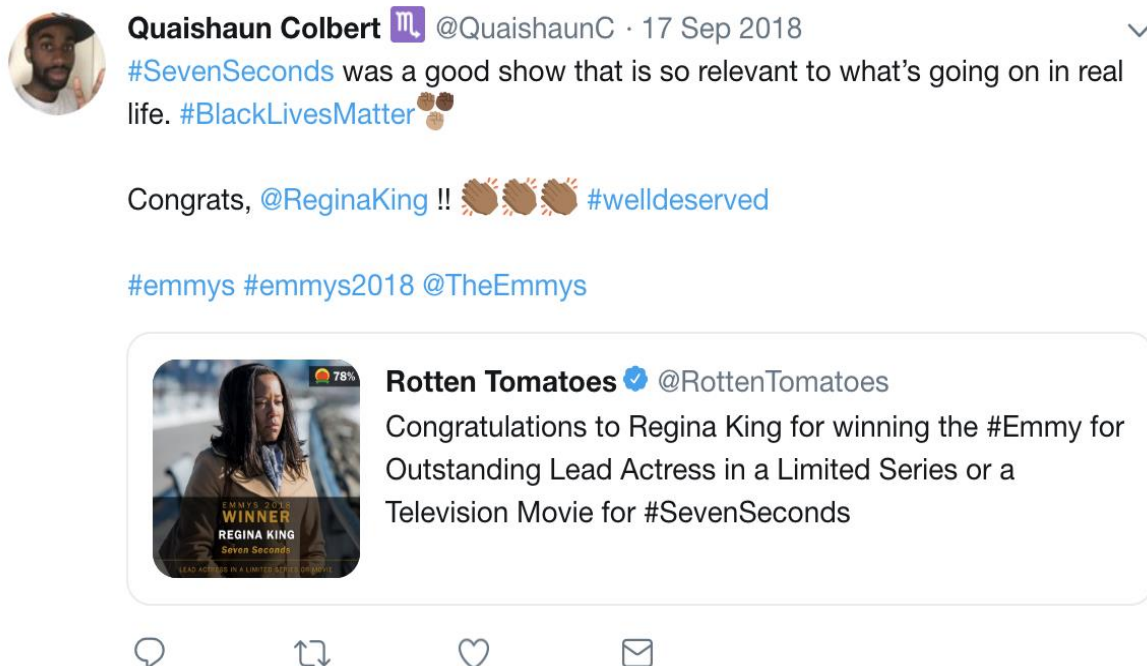 Quaishaun Colbert ♏ @QuaishaunC · 17 Sep 2018
#SevenSeconds was a good show that is so relevant to what's going on in real
life. #BlackLivesMatter✊🏽✊🏾✊🏼
Congrats, @ReginaKing !! 👏🏽👏🏽👏🏽 #welldeserved
#emmys #emmys2018 @TheEmmys
78%
EMMYS 2018
WINNER
REGINA KING
Seven Seconds
LEAD ACTRESS IN A LIMITED SERIES OR MOVIE
Rotten Tomatoes @RottenTomatoes
Congratulations to Regina King for winning the #Emmy for
Outstanding Lead Actress in a Limited Series or a
Television Movie for #SevenSeconds